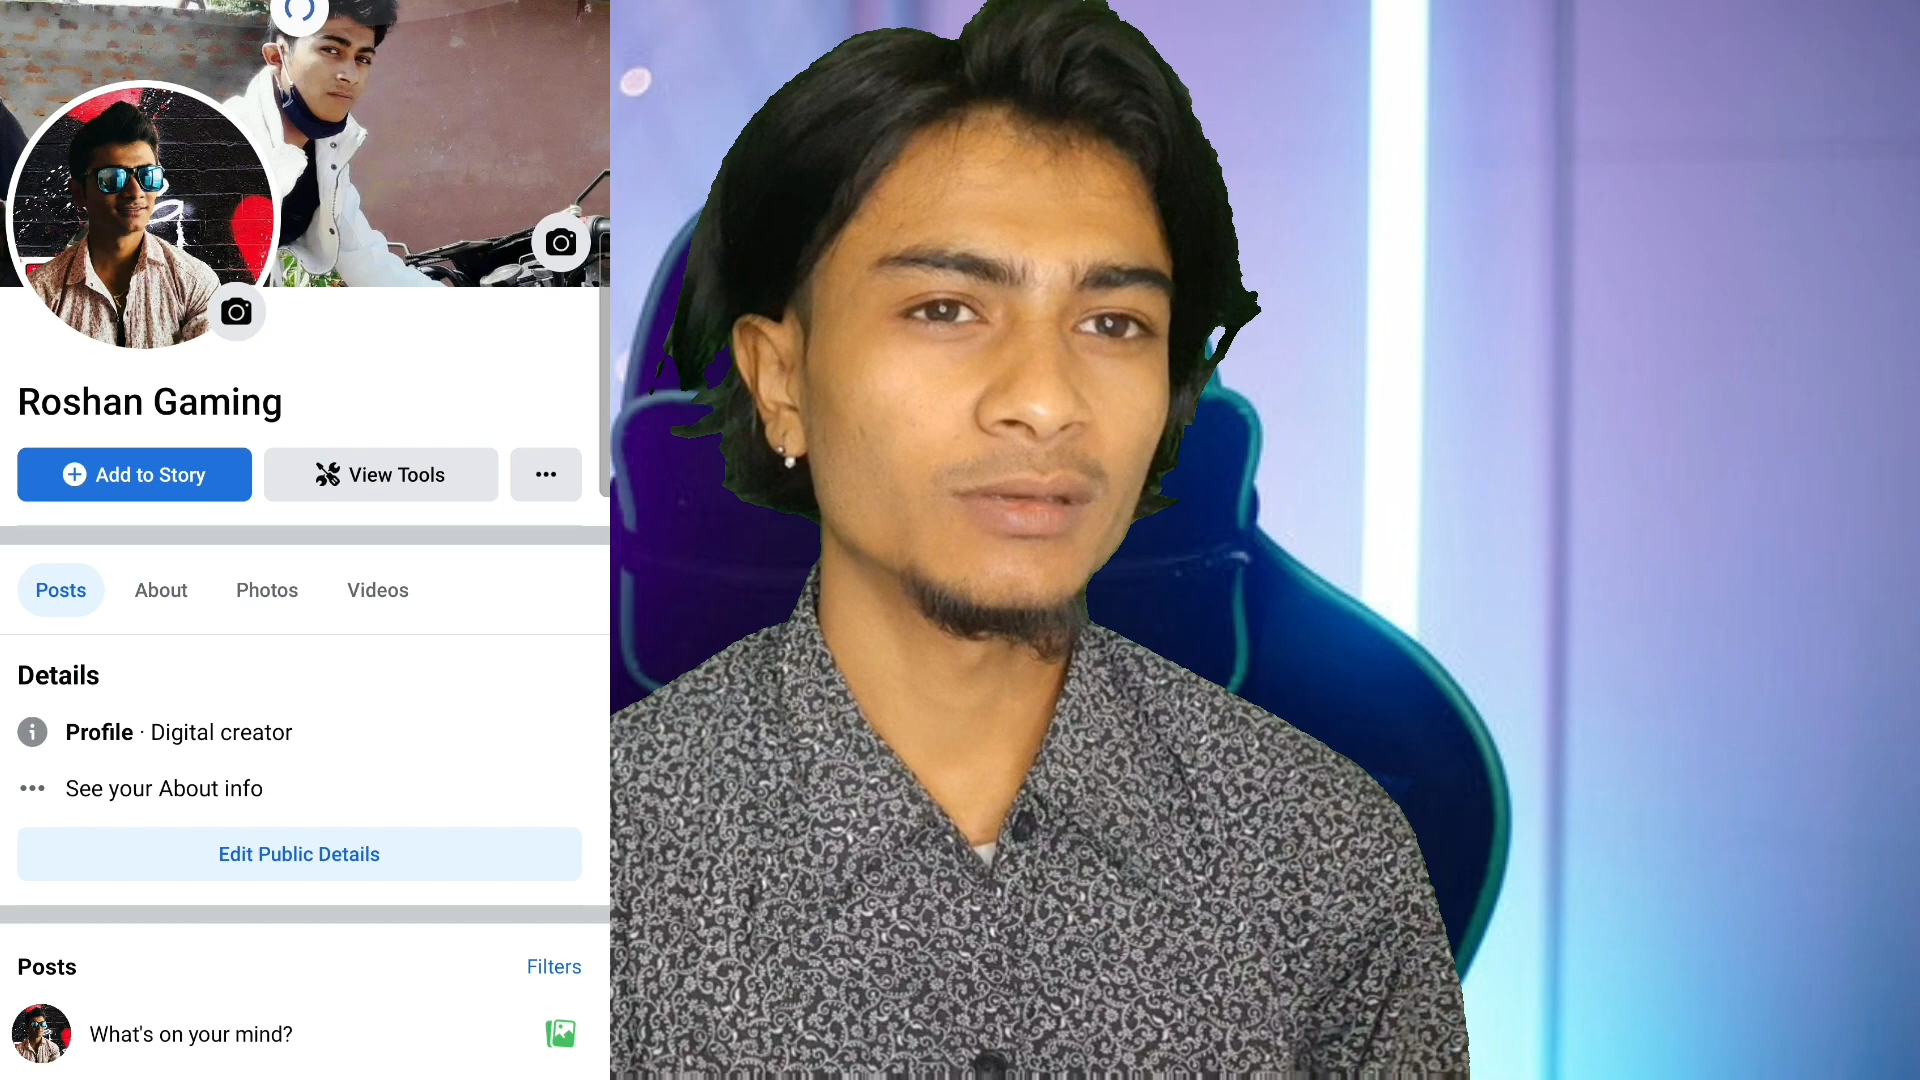 Roshan Gaming
Add to Story
View Tools
Posts
About
Photos
Videos
Details
Profile · Digital creator
See your About info
Edit Public Details
Posts
Filters
What's on your mind?